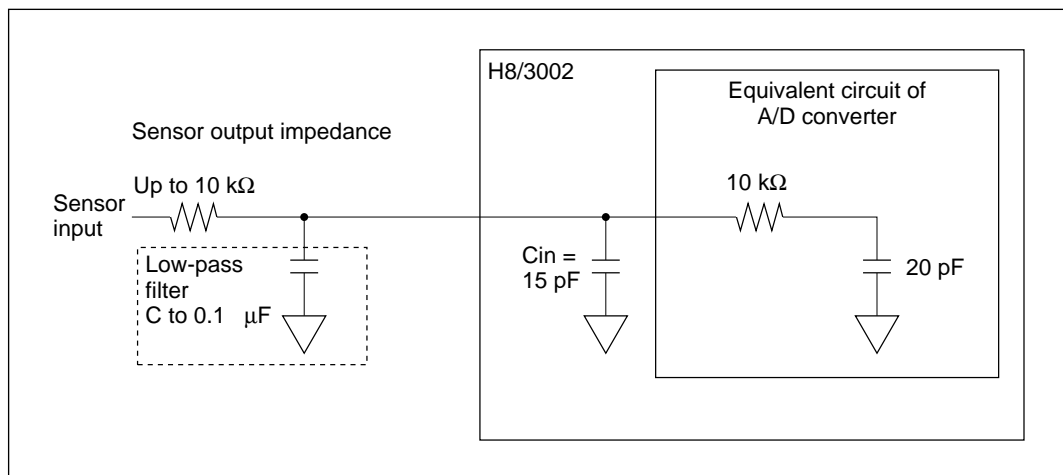 H8/3002
Equivalent circuit of
A/D converter
Sensor output impedance
Up to 10 kΩ
Sensor
input
10 kΩ
Low-pass
filter
C to 0.1 μF
Cin =
15 pF
20 pF